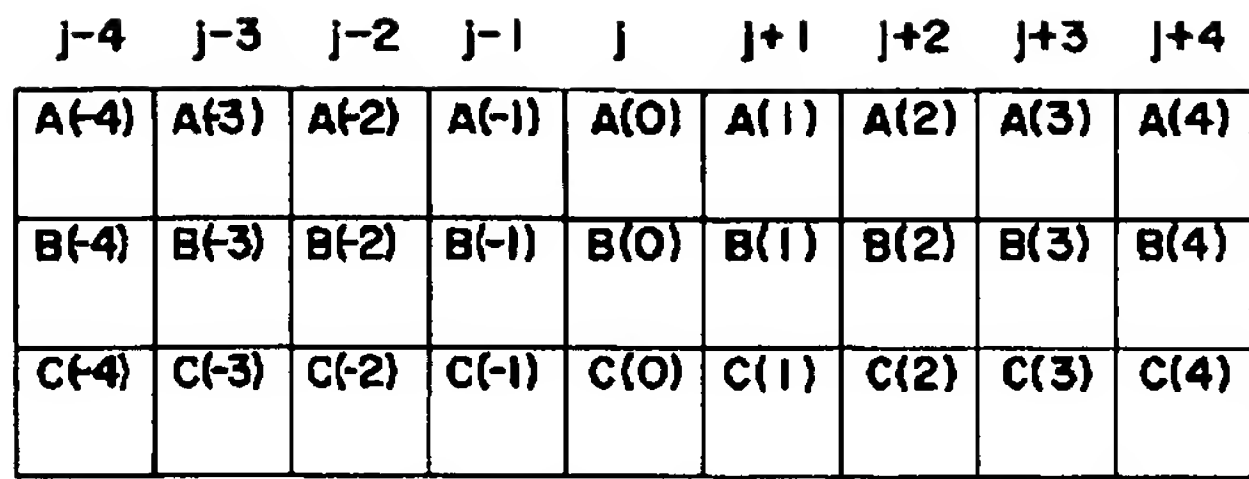 j-4 j-3 j-2 j-1 j j+1 j+2 j+3 j+4
A(-4) A(-3) A(-2) A(-1) A(0) A(1) A(2) A(3) A(4)
B(-4) B(-3) B(-2) B(-1) B(0) B(1) B(2) B(3) B(4)
C(-4) C(-3) C(-2) C(-1) C(0) C(1) C(2) C(3) C(4)